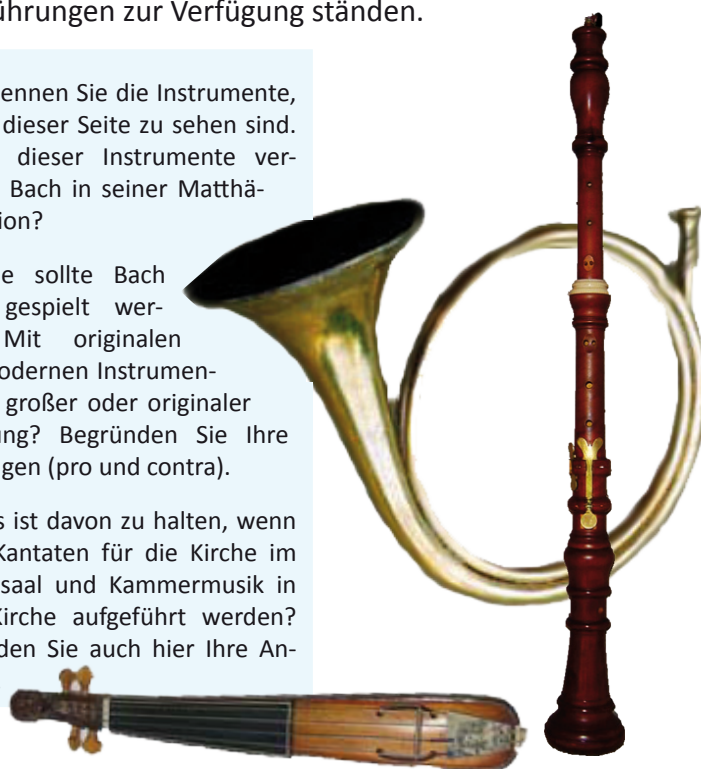 ührungen zur Verfügung ständen.
ennen Sie die Instrumente,
dieser Seite zu sehen sind.
dieser Instrumente ver-
Bach in seiner Matthä-
ion?
e sollte Bach
gespielt wer-
Mit originalen
odernen Instrumen-
großer oder originaler
ung? Begründen Sie Ihre
gen (pro und contra).
s ist davon zu halten, wenn
Kantaten für die Kirche im
saal und Kammermusik in
Kirche aufgeführt werden?
den Sie auch hier Ihre An-